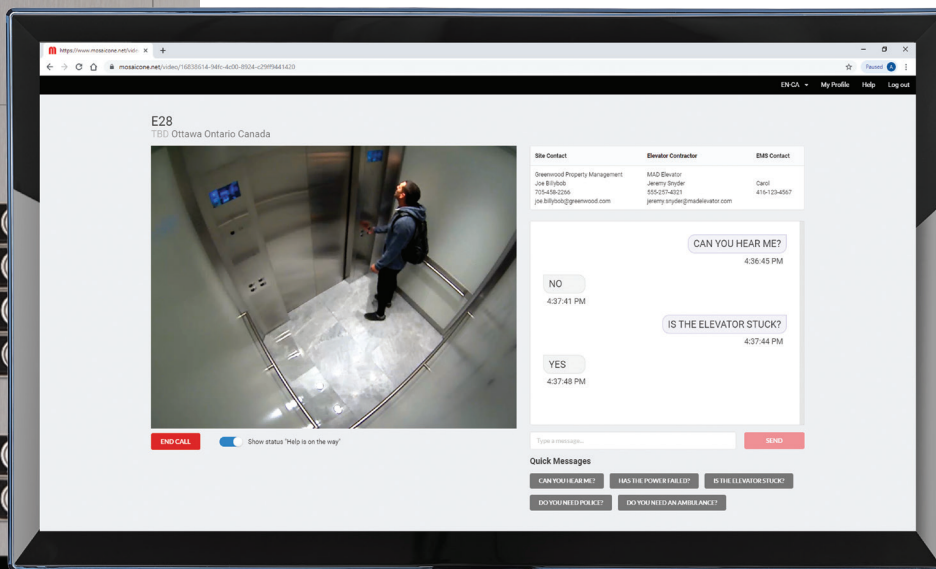 https://www.mosaicone.net/vide
mosaicone.net/video/16838614-94fc-4c00-8924-c29f9441420
Paused A
EN-CA My Profile Help Log out
E28
TBD Ottawa Ontario Canada
Site Contact Elevator Contractor EMS Contact
Greenwood Property Management MAD Elevator
Joe Billybob Jeremy Snyder Carol
705-458-2266 555-257-4321 416-123-4567
joe.billybob@greenwood.com jeremy.snyder@madelevator.com
CAN YOU HEAR ME?
4:36:45 PM
NO
4:37:41 PM
IS THE ELEVATOR STUCK?
4:37:44 PM
YES
4:37:48 PM
END CALL Show status "Help is on the way"
Type a message... SEND
Quick Messages
CAN YOU HEAR ME? HAS THE POWER FAILED? IS THE ELEVATOR STUCK?
DO YOU NEED POLICE? DO YOU NEED AN AMBULANCE?